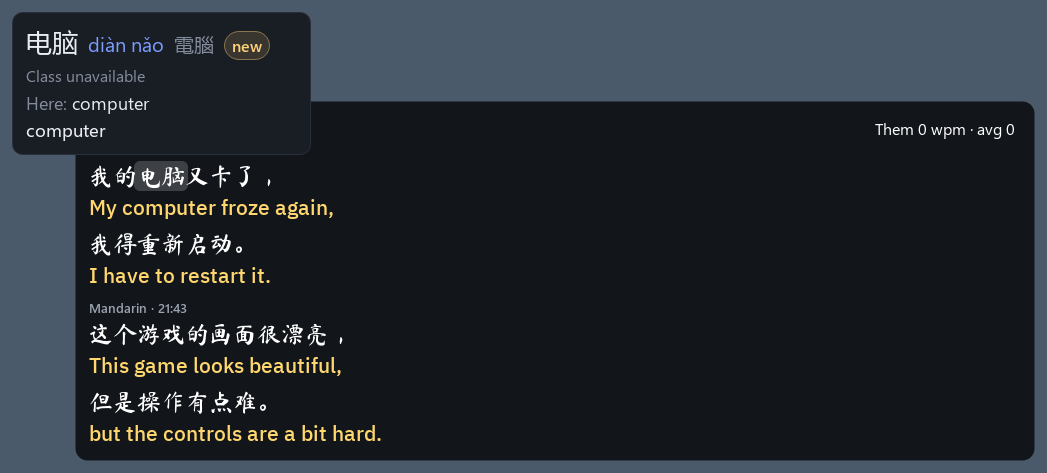 电脑 diàn nǎo 電腦 new
Class unavailable
Here: computer
computer
Them 0 wpm · avg 0
我的电脑又卡了，
My computer froze again,
我得重新启动。
I have to restart it.
Mandarin · 21:43
这个游戏的画面很漂亮，
This game looks beautiful,
但是操作有点难。
but the controls are a bit hard.